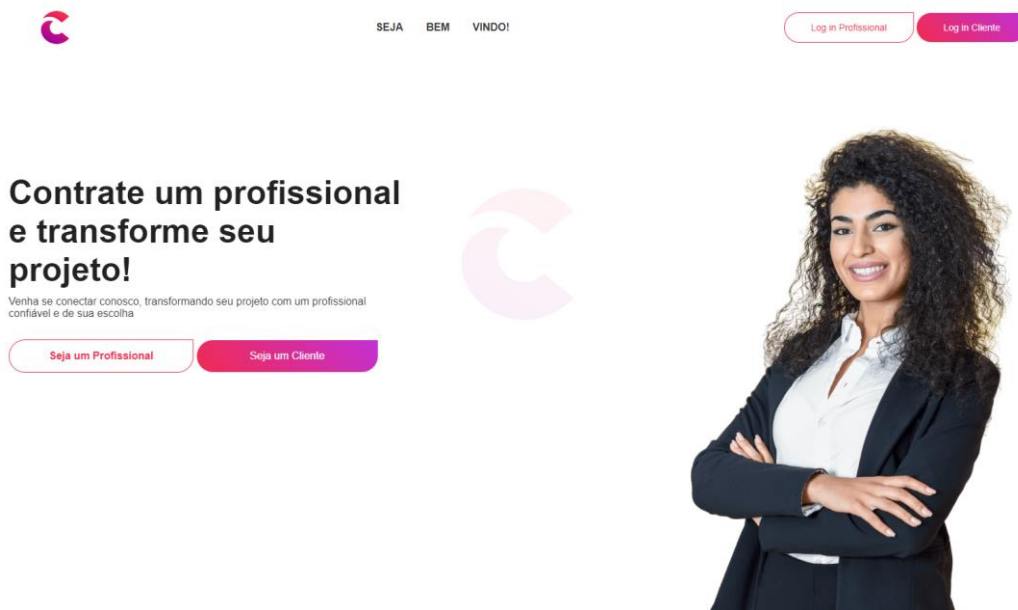 SEJA BEM VINDO!
Log in Profissional
Log in Cliente
Contrate um profissional
e transforme seu
projeto!
Venha se conectar conosco, transformando seu projeto com um profissional
confiável e de sua escolha
Seja um Profissional
Seja um Cliente